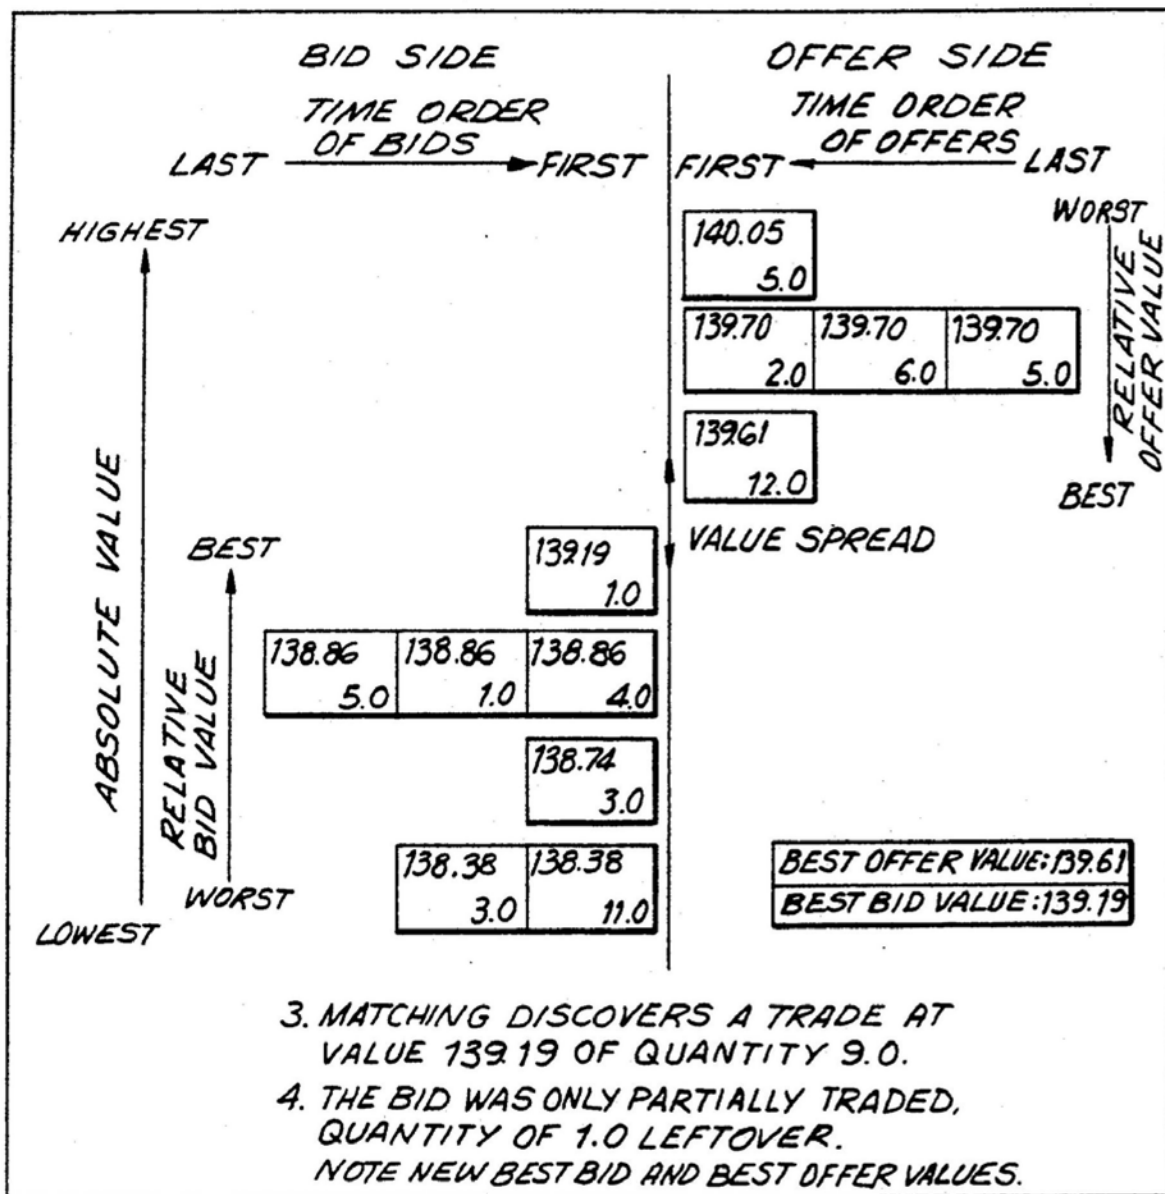 BID SIDE
OFFER SIDE
TIME ORDER
OF BIDS
TIME ORDER
OF OFFERS
LAST
FIRST
FIRST
LAST
HIGHEST
WORST
140.05
5.0
RELATIVE
OFFER VALUE
139.70 139.70 139.70
2.0 6.0 5.0
139.61
12.0
BEST
VALUE SPREAD
ABSOLUTE VALUE
BEST
139.19
1.0
RELATIVE
BID VALUE
138.86 138.86 138.86
5.0 1.0 4.0
138.74
3.0
138.38 138.38
3.0 11.0
WORST
LOWEST
BEST OFFER VALUE:139.61
BEST BID VALUE:139.19
3. MATCHING DISCOVERS A TRADE AT
VALUE 139.19 OF QUANTITY 9.0.
4. THE BID WAS ONLY PARTIALLY TRADED,
QUANTITY OF 1.0 LEFTOVER.
NOTE NEW BEST BID AND BEST OFFER VALUES.